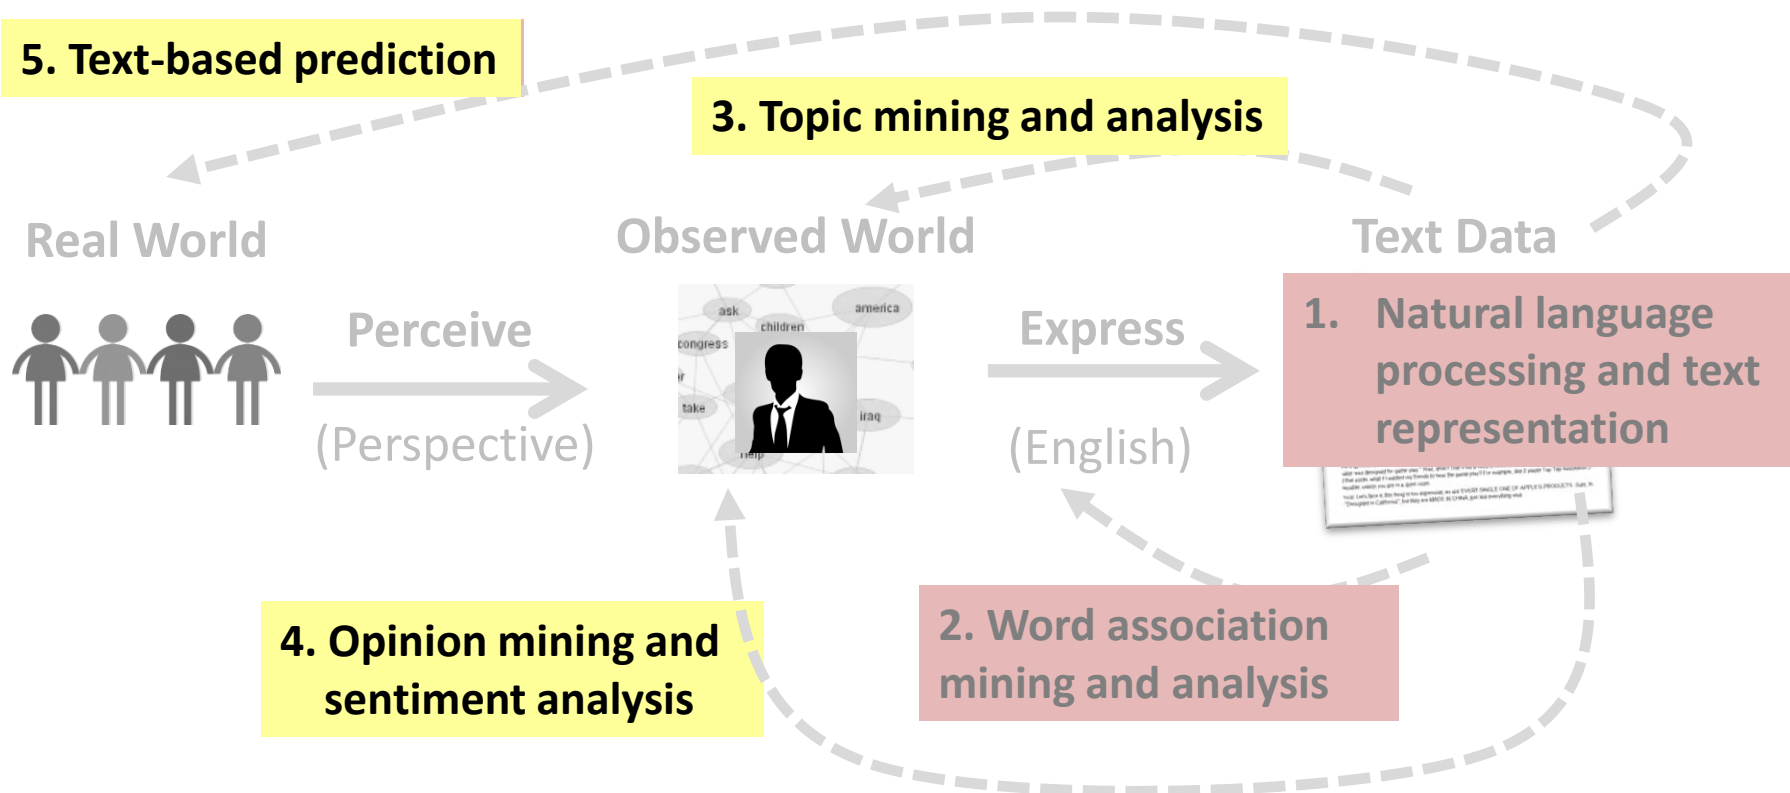 5. Text-based prediction
3. Topic mining and analysis
Real World
Observed World
Text Data
Perceive
(Perspective)
ask
america
children
congress
take
iraq
Help
Express
(English)
1. Natural language
processing and text
representation
4. Opinion mining and
sentiment analysis
2. Word association
mining and analysis